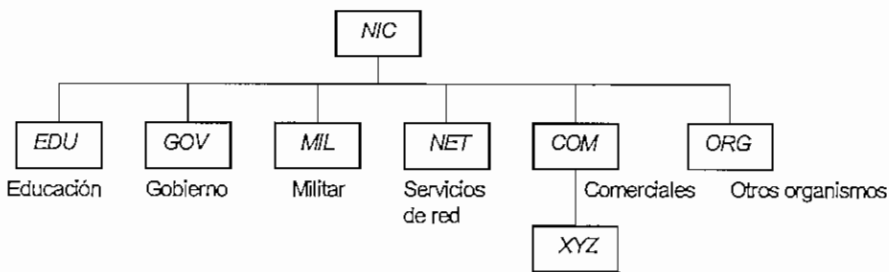 NIC
EDU GOV MIL NET COM ORG
Educación Gobierno Militar Servicios Comerciales Otros organismos
de red
XYZ